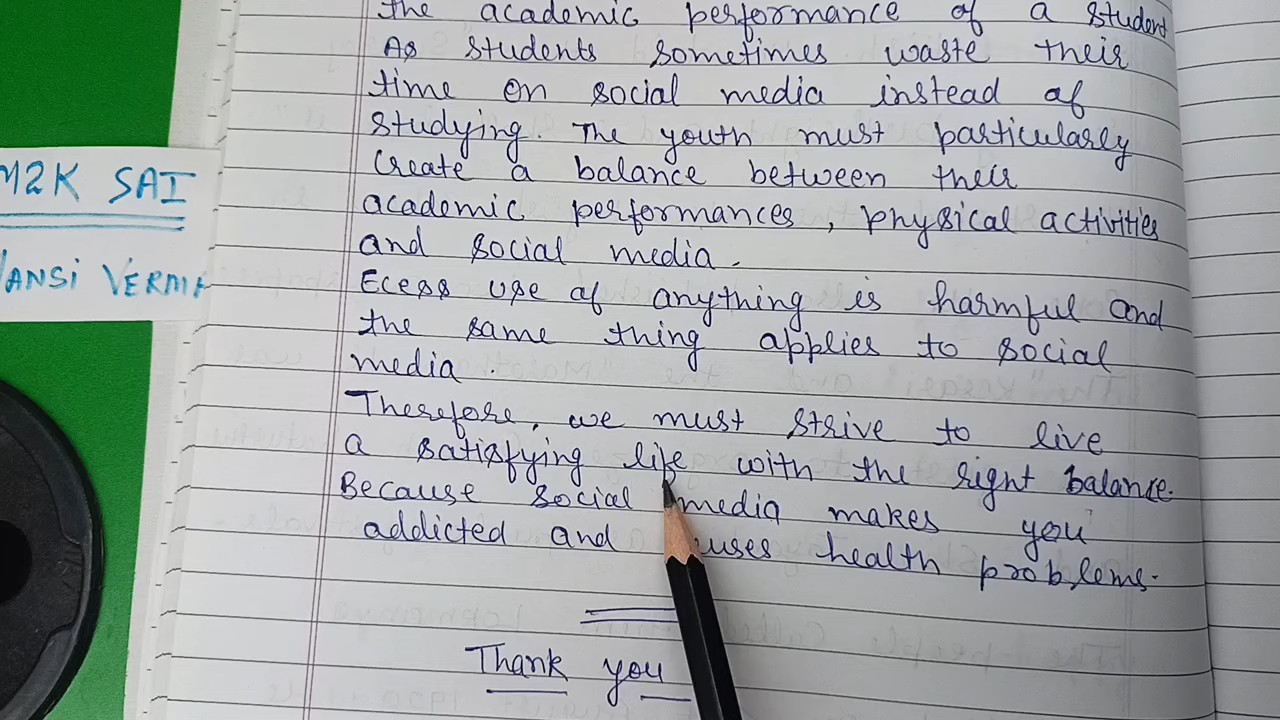 the academic performance of a student
As students sometimes waste their
time on social media instead of
studying. The youth must particularly
create a balance between their
academic performances, physical activities
and social media.
Ecess use of anything is harmful and
the same thing applies to social
media.
Therefore, we must strive to live
a satisfying life with the right balance.
Because social media makes you
addicted and uses health problems.
Thank you
M2K SAI
ANSI VERMA